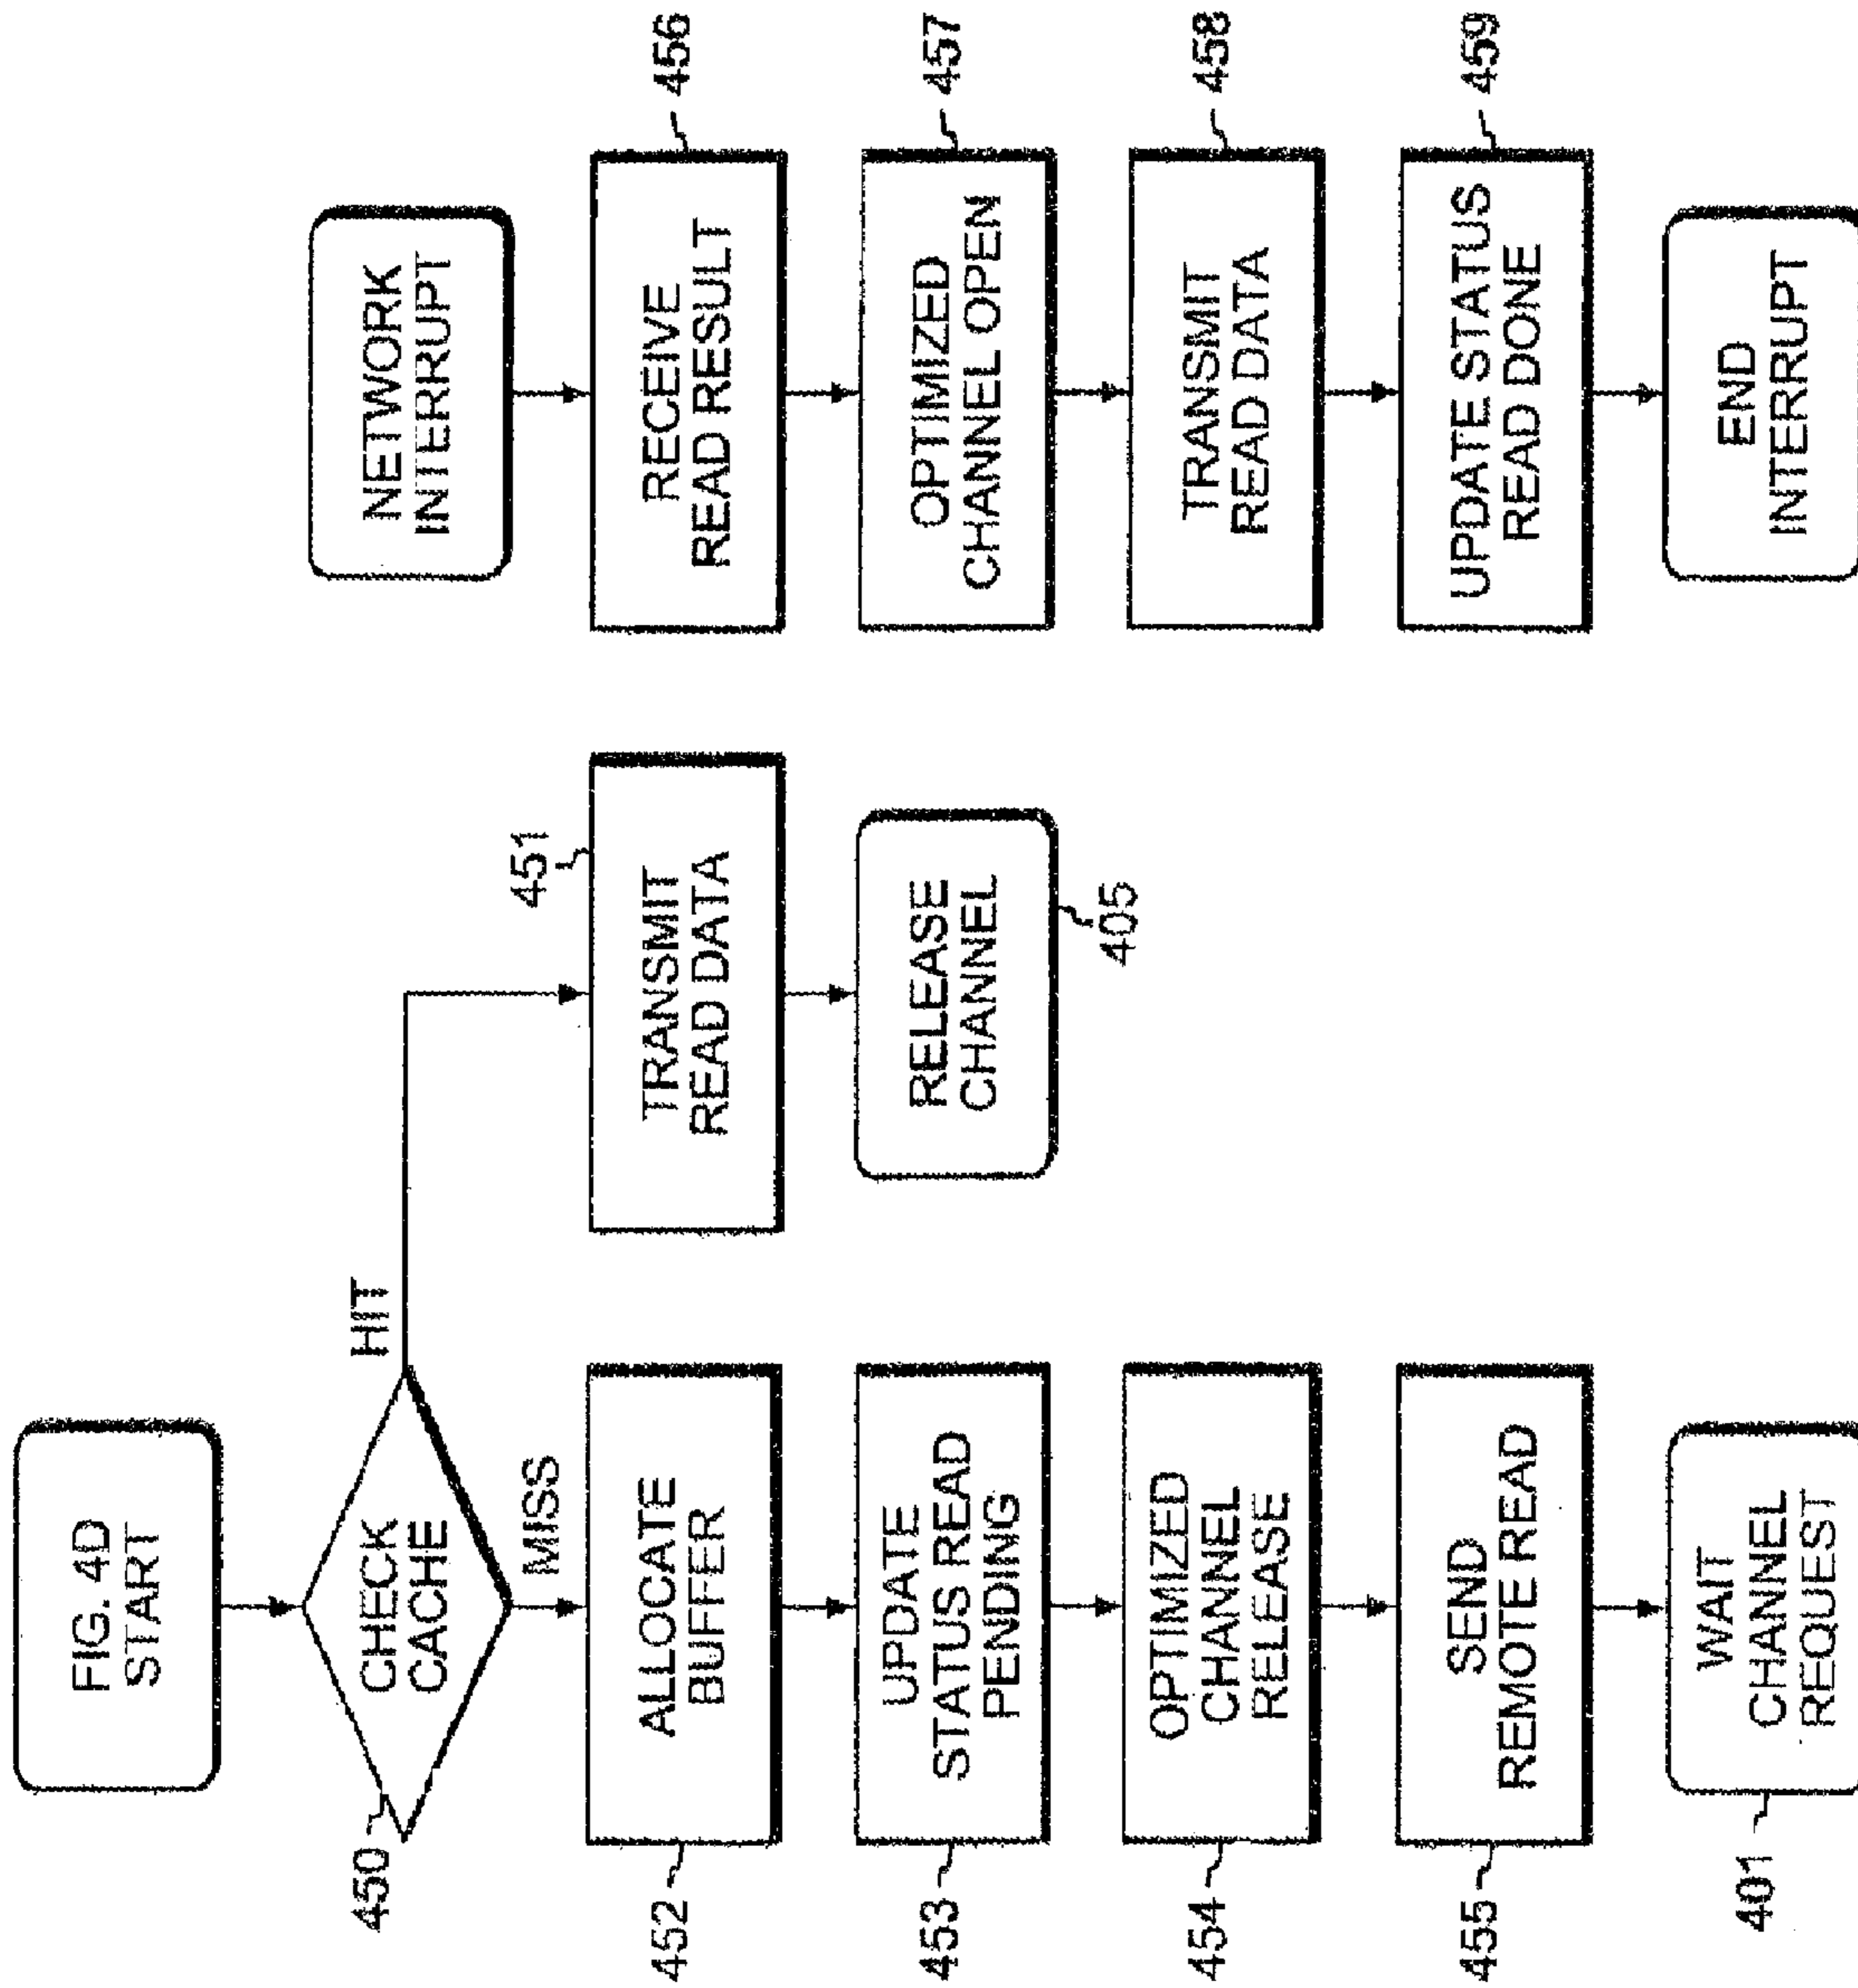 FIG. 4D
START
450
CHECK
CACHE
HIT
MISS
452
ALLOCATE
BUFFER
453
UPDATE
STATUS READ
PENDING
454
OPTIMIZED
CHANNEL
RELEASE
455
SEND
REMOTE READ
401
WAIT
CHANNEL
REQUEST
451
TRANSMIT
READ DATA
RELEASE
CHANNEL
405
NETWORK
INTERRUPT
RECEIVE
READ RESULT
456
OPTIMIZED
CHANNEL OPEN
457
TRANSMIT
READ DATA
458
UPDATE STATUS
READ DONE
459
END
INTERRUPT